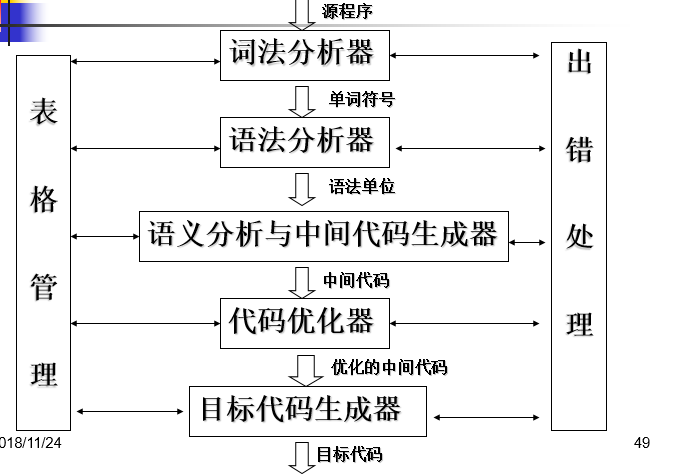 源程序
词法分析器
单词符号
语法分析器
语法单位
语义分析与中间代码生成器
中间代码
代码优化器
优化的中间代码
目标代码生成器
目标代码
表格管理
出错处理
018/11/24
49